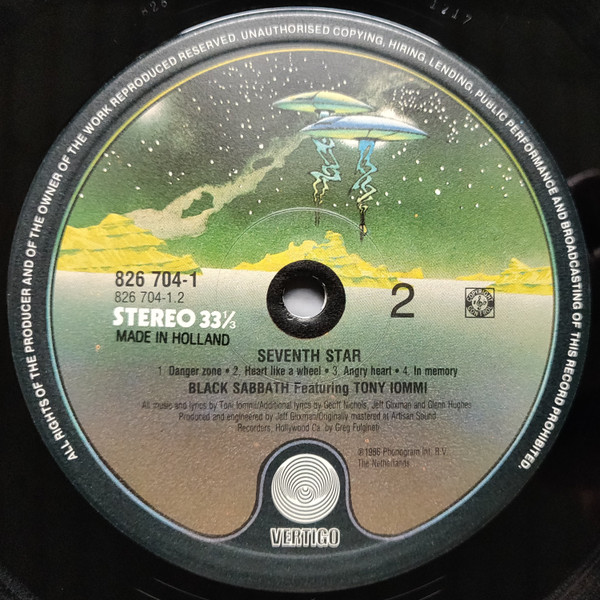 826 1717
ALL RIGHTS OF THE PRODUCER AND OF THE OWNER OF THE WORK REPRODUCED RESERVED. UNAUTHORISED COPYING, HIRING, LENDING, PUBLIC PERFORMANCE AND BROADCASTING OF THIS RECORD PROHIBITED.
826 704-1
826 704-1.2
2
STEREO 33⅓
MADE IN HOLLAND
SEVENTH STAR
1. Danger zone • 2. Heart like a wheel • 3. Angry heart • 4. In memory
BLACK SABBATH Featuring TONY IOMMI
All music and lyrics by Toni Iommi/Additional lyrics by Geoff Nichols, Jeff Glixman and Glenn Hughes
Produced and engineered by Jeff Glixman/Originally mastered at Artisan Sound
Recorders, Hollywood Ca. by Greg Fulginiti
℗1986 Phonogram Int. B.V.
The Netherlands
VERTIGO